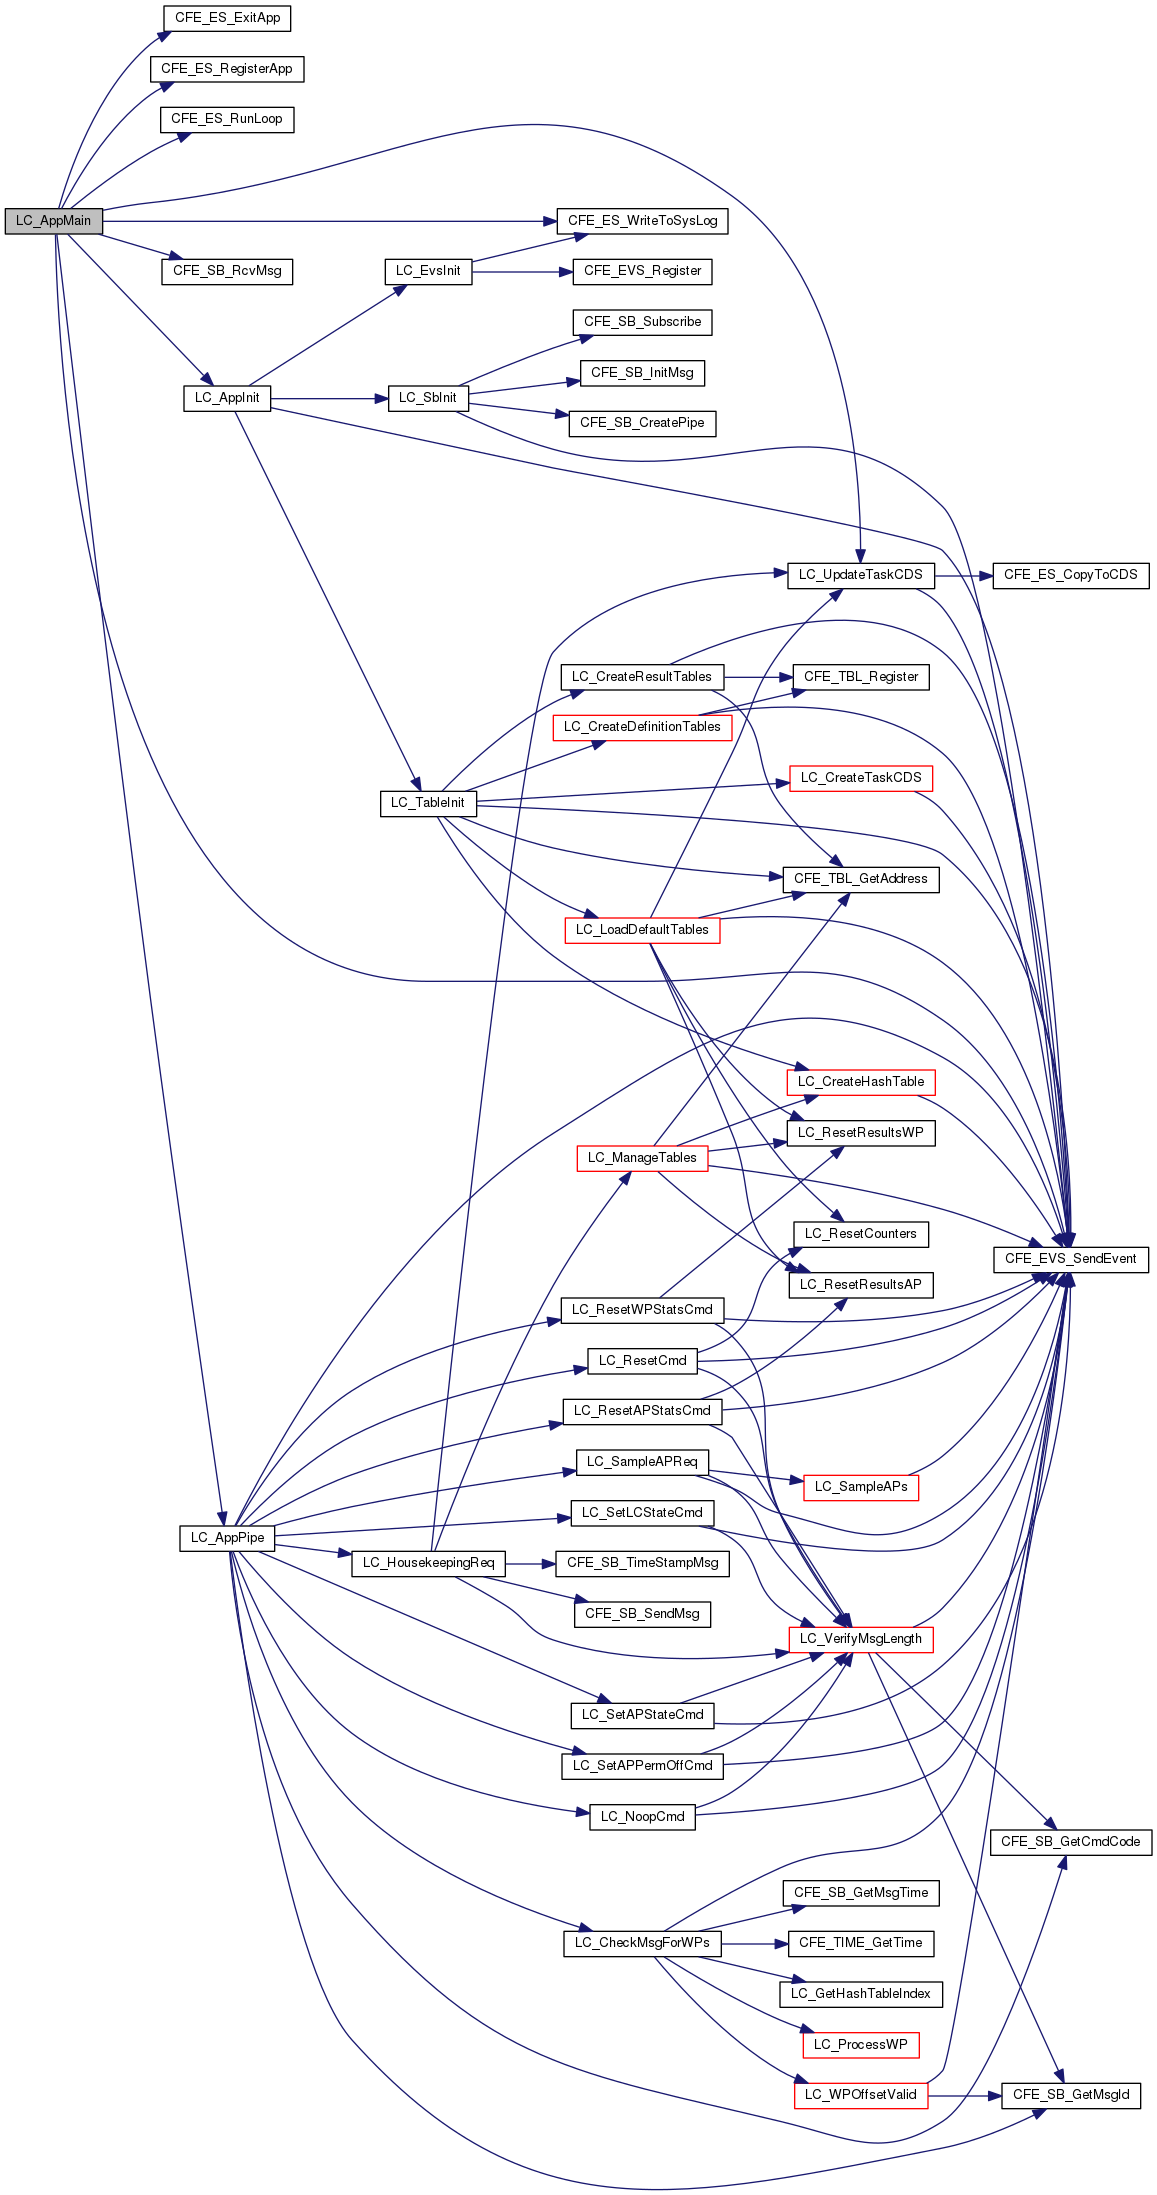 CFE_ES_ExitApp
CFE_ES_RegisterApp
CFE_ES_RunLoop
LC_AppMain
CFE_ES_WriteToSysLog
CFE_SB_RcvMsg
LC_EvsInit
CFE_EVS_Register
CFE_SB_Subscribe
CFE_SB_InitMsg
LC_AppInit
LC_SbInit
CFE_SB_CreatePipe
LC_UpdateTaskCDS
CFE_ES_CopyToCDS
LC_CreateResultTables
CFE_TBL_Register
LC_CreateDefinitionTables
LC_CreateTaskCDS
LC_TableInit
CFE_TBL_GetAddress
LC_LoadDefaultTables
LC_CreateHashTable
LC_ResetResultsWP
LC_ManageTables
LC_ResetCounters
CFE_EVS_SendEvent
LC_ResetResultsAP
LC_ResetWPStatsCmd
LC_ResetCmd
LC_ResetAPStatsCmd
LC_SampleAPReq
LC_SampleAPs
LC_SetLCStateCmd
LC_AppPipe
LC_HousekeepingReq
CFE_SB_TimeStampMsg
CFE_SB_SendMsg
LC_VerifyMsgLength
LC_SetAPStateCmd
LC_SetAPPermOffCmd
LC_NoopCmd
CFE_SB_GetCmdCode
CFE_SB_GetMsgTime
LC_CheckMsgForWPs
CFE_TIME_GetTime
LC_GetHashTableIndex
LC_ProcessWP
LC_WPOffsetValid
CFE_SB_GetMsgId